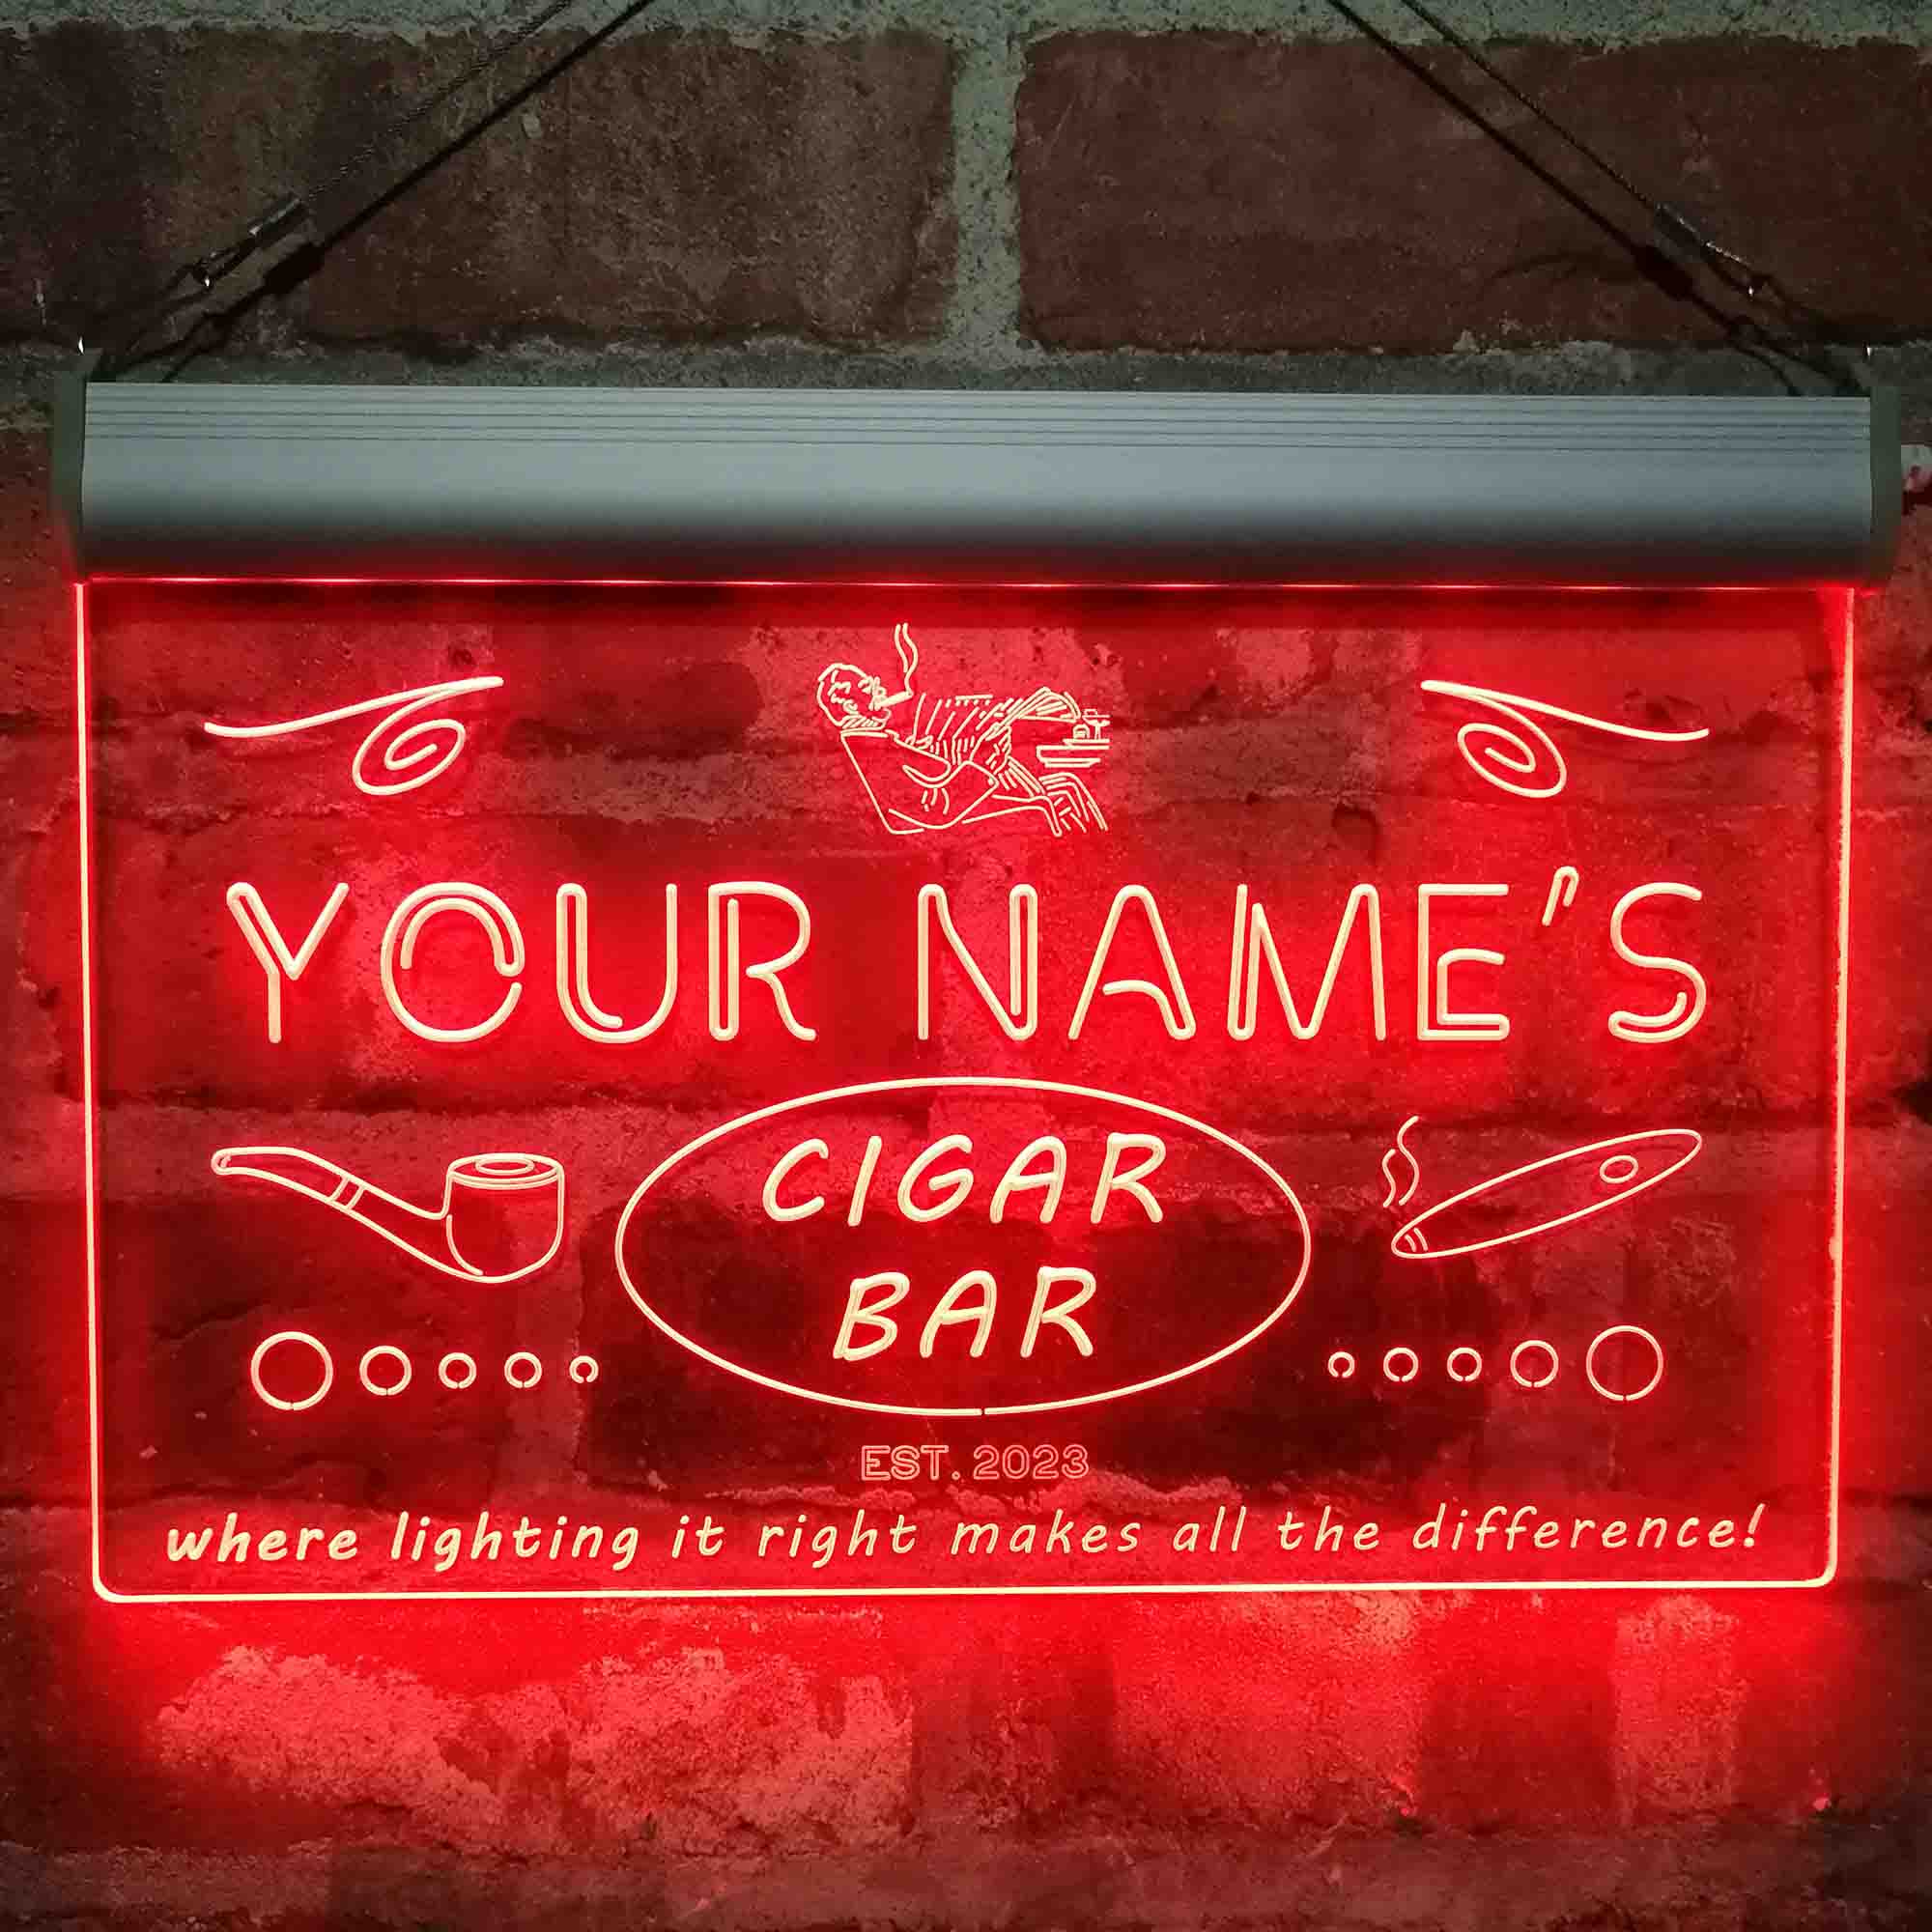 YOUR NAME'S
CIGAR
BAR
EST. 2023
where lighting it right makes all the difference!